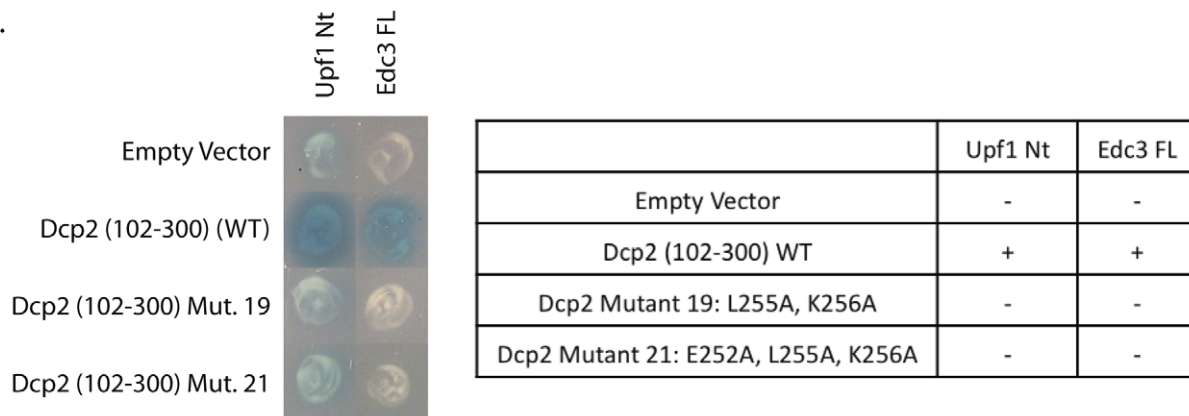 .
Upf1 Nt
Edc3 FL
Empty Vector
Dcp2 (102-300) (WT)
Dcp2 (102-300) Mut. 19
Dcp2 (102-300) Mut. 21
Upf1 Nt Edc3 FL
Empty Vector - -
Dcp2 (102-300) WT + +
Dcp2 Mutant 19: L255A, K256A - -
Dcp2 Mutant 21: E252A, L255A, K256A - -